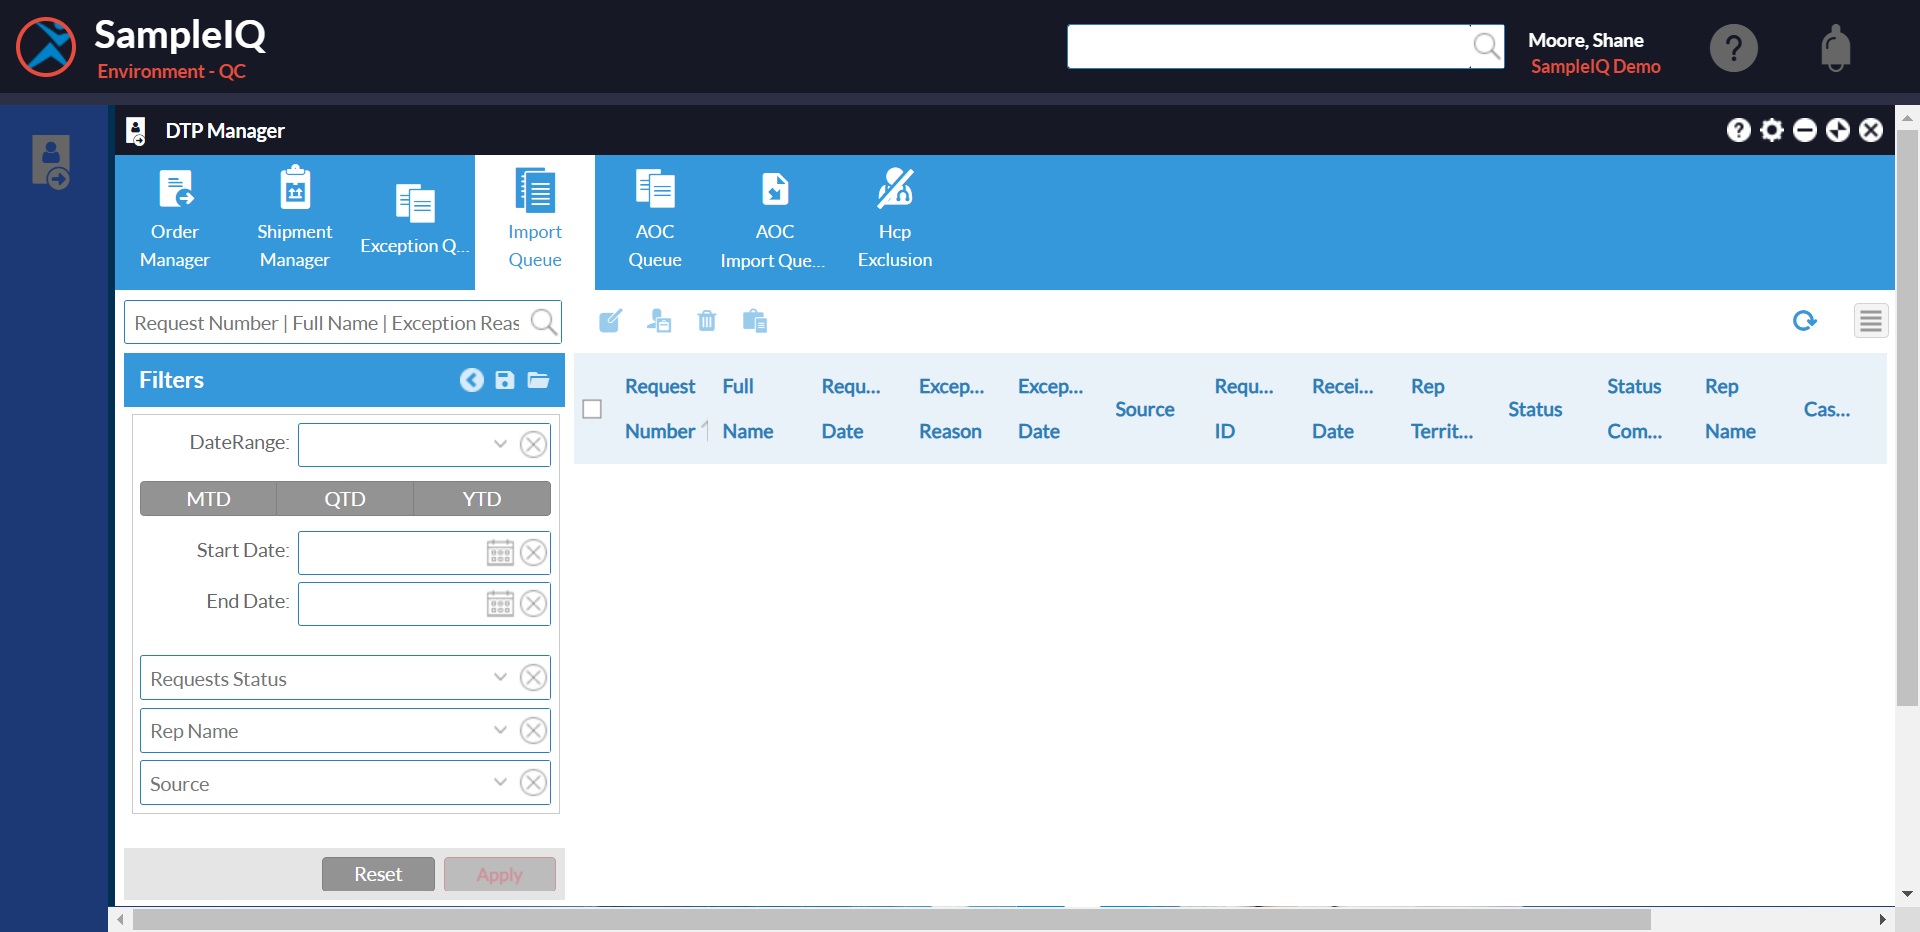 SampleIQ
Environment - QC
Moore, Shane
SampleIQ Demo
DTP Manager
Order
Manager
Shipment
Manager
Exception Q...
Import
Queue
AOC
Queue
AOC
Import Que...
Hcp
Exclusion
Request Number | Full Name | Exception Reas
Filters
DateRange:
MTD QTD YTD
Start Date:
End Date:
Requests Status
Rep Name
Source
Reset Apply
Request
Number
Full
Name
Requ...
Date
Excep...
Reason
Excep...
Date
Source
Requ...
ID
Recei...
Date
Rep
Territ...
Status
Status
Com...
Rep
Name
Cas...